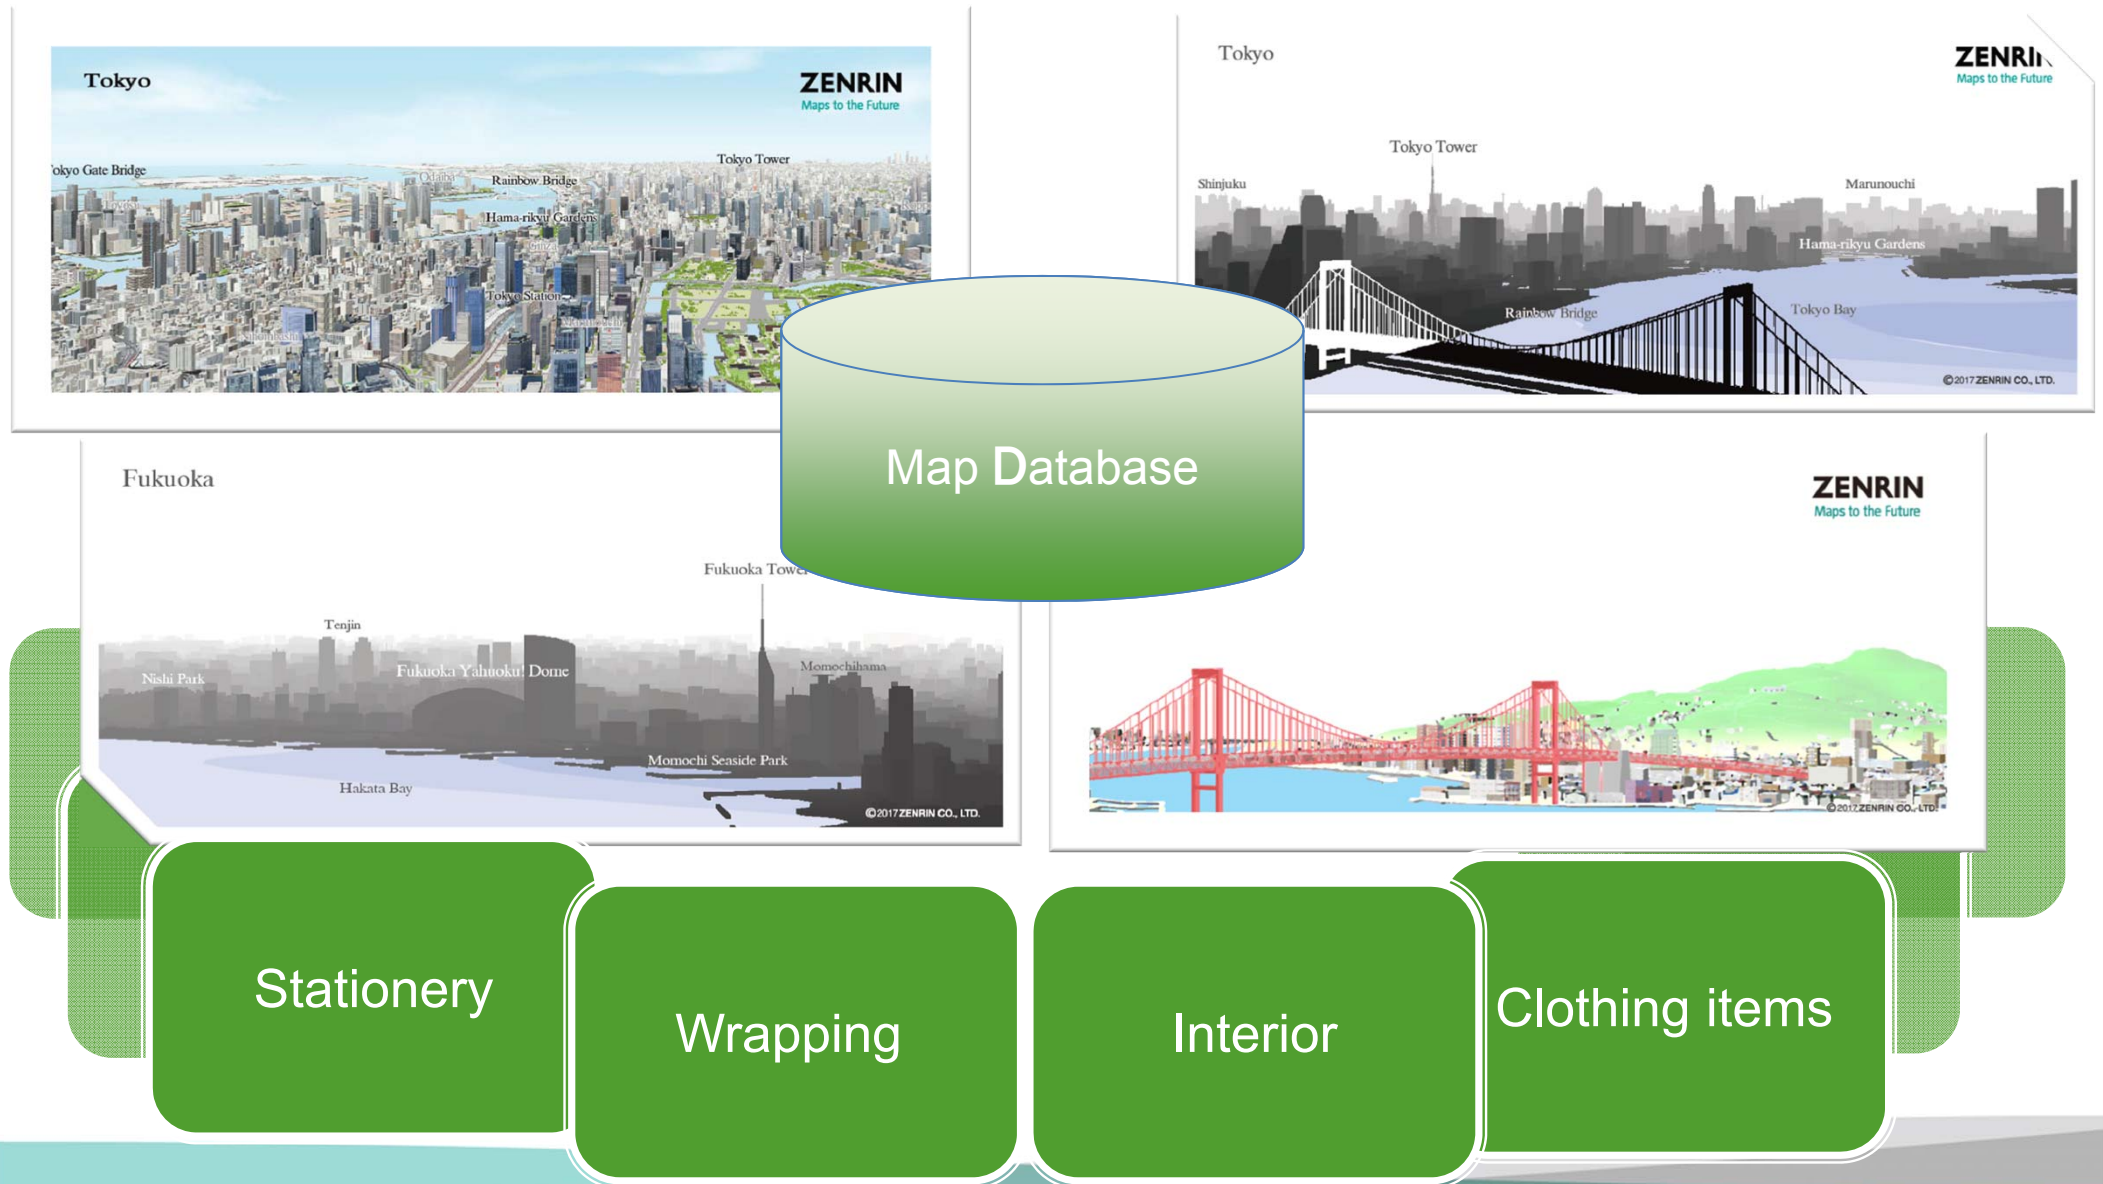 Tokyo
ZENRIN
Maps to the Future
okyo Gate Bridge
Odaiba
Rainbow Bridge
Tokyo Tower
Hama-rikyu Gardens
Ginza
Tokyo Station
Tokyo
ZENRIN
Maps to the Future
Tokyo Tower
Shinjuku
Marunouchi
Hama-rikyu Gardens
Rainbow Bridge
Tokyo Bay
©2017 ZENRIN CO., LTD.
Map Database
Fukuoka
Fukuoka Tower
Tenjin
Nishi Park
Fukuoka Yahuoku! Dome
Momochihama
Momochi Seaside Park
Hakata Bay
©2017 ZENRIN CO., LTD.
ZENRIN
Maps to the Future
©2017 ZENRIN CO., LTD.
Stationery
Wrapping
Interior
Clothing items